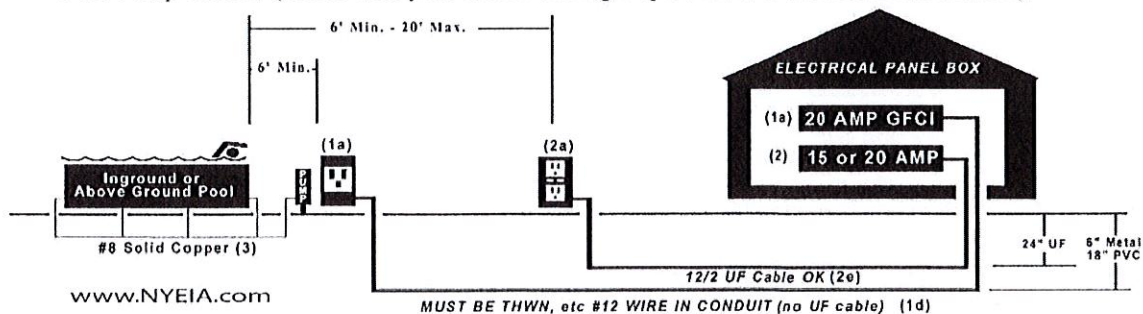 6' Min. - 20' Max.
6' Min.
ELECTRICAL PANEL BOX
(1a) 20 AMP GFCI
(2) 15 or 20 AMP
(1a)
(2a)
Inground or
Above Ground Pool
PUMP
#8 Solid Copper (3)
24" UF
6" Metal
18" PVC
12/2 UF Cable OK (2e)
www.NYEIA.com
MUST BE THWN, etc #12 WIRE IN CONDUIT (no UF cable) (1d)